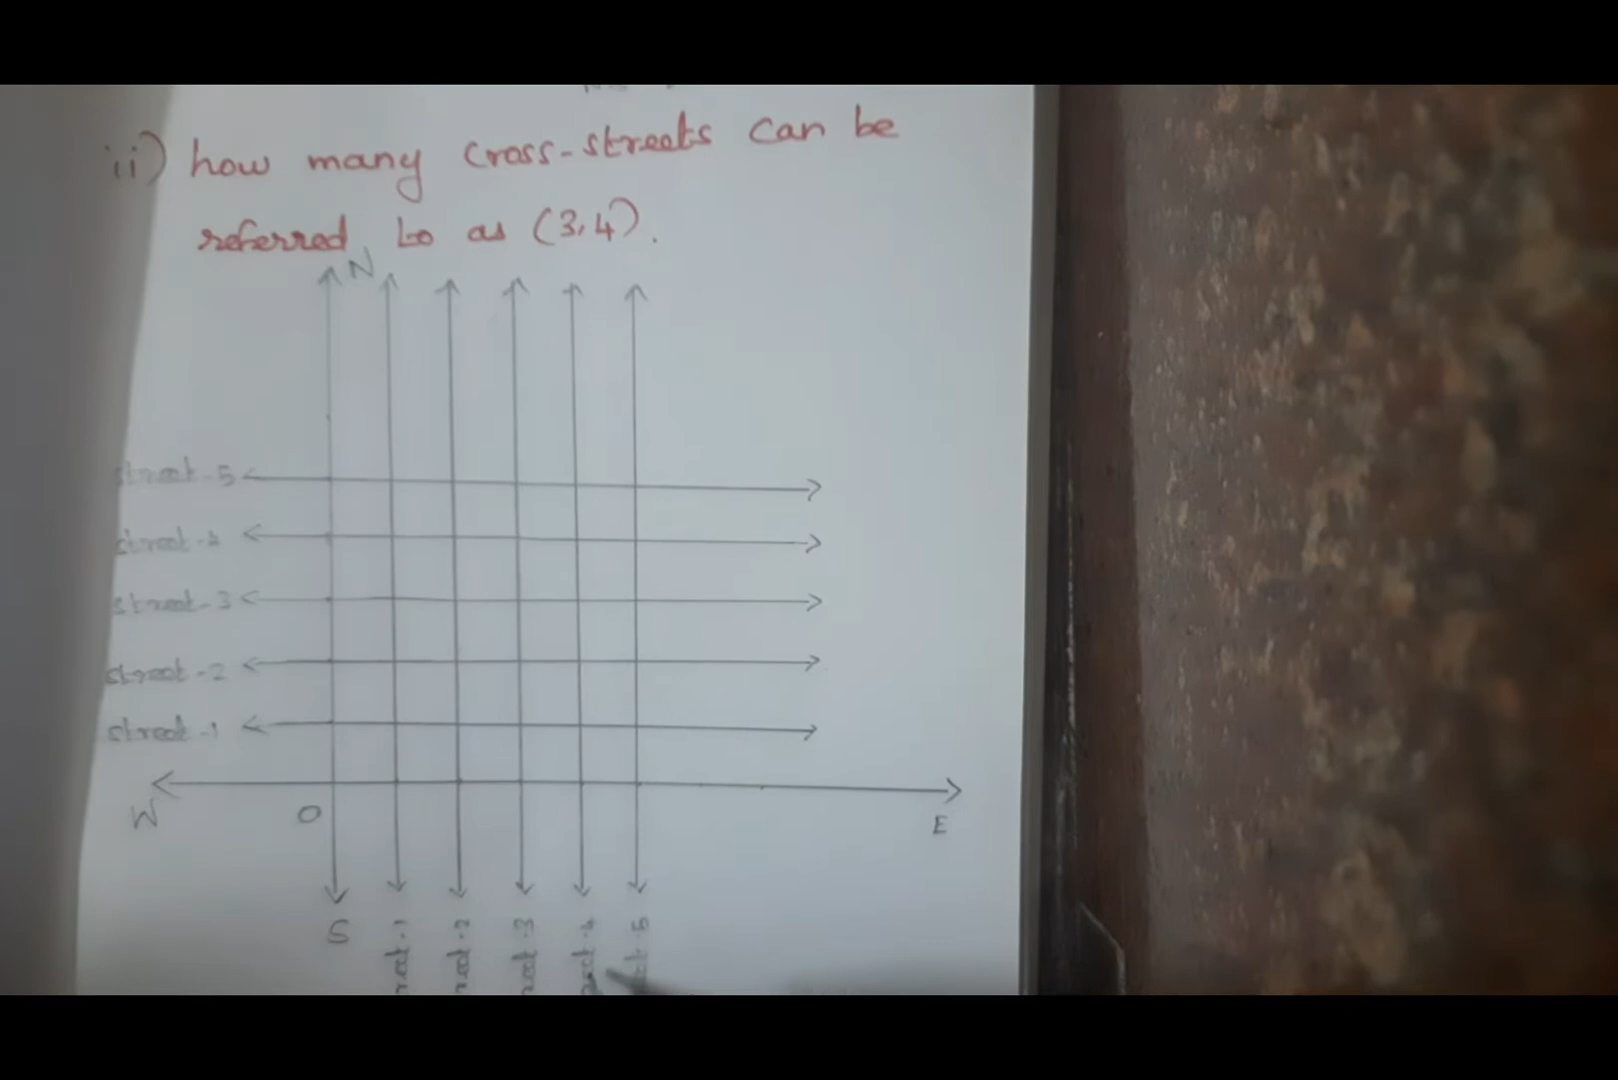 ii) how many cross-streets can be
referred to as (3,4).
N
street-5
street-4
street-3
street-2
street-1
W
O
E
S